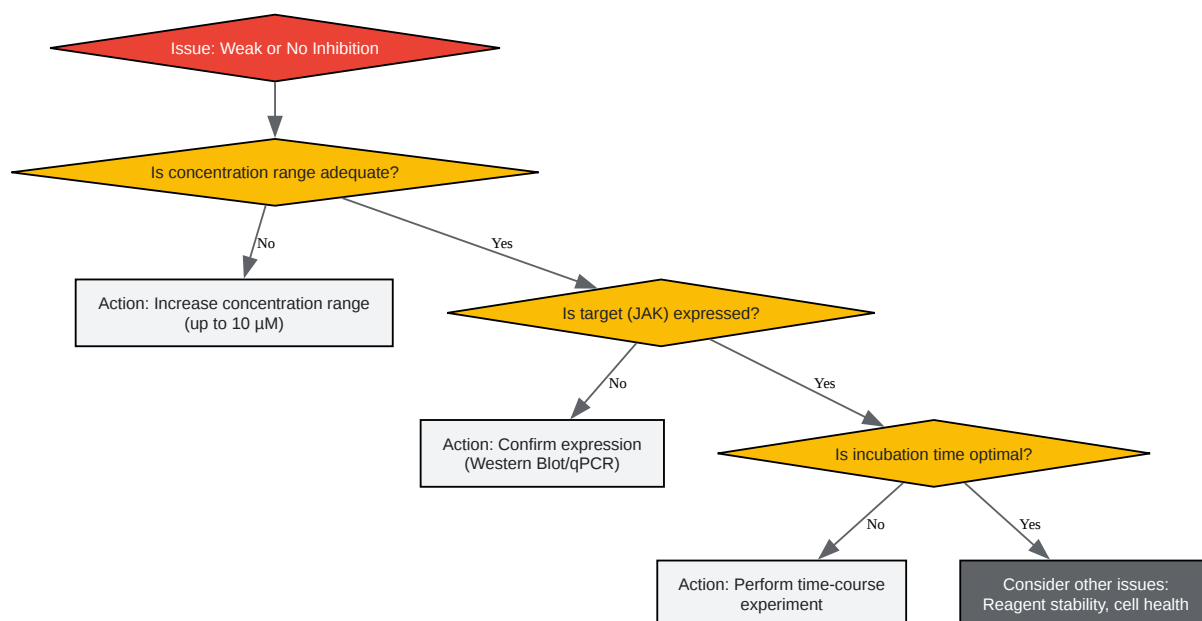 Issue: Weak or No Inhibition
Is concentration range adequate?
No
Yes
Action: Increase concentration range
(up to 10 µM)
Is target (JAK) expressed?
No
Yes
Action: Confirm expression
(Western Blot/qPCR)
Is incubation time optimal?
No
Yes
Action: Perform time-course
experiment
Consider other issues:
Reagent stability, cell health